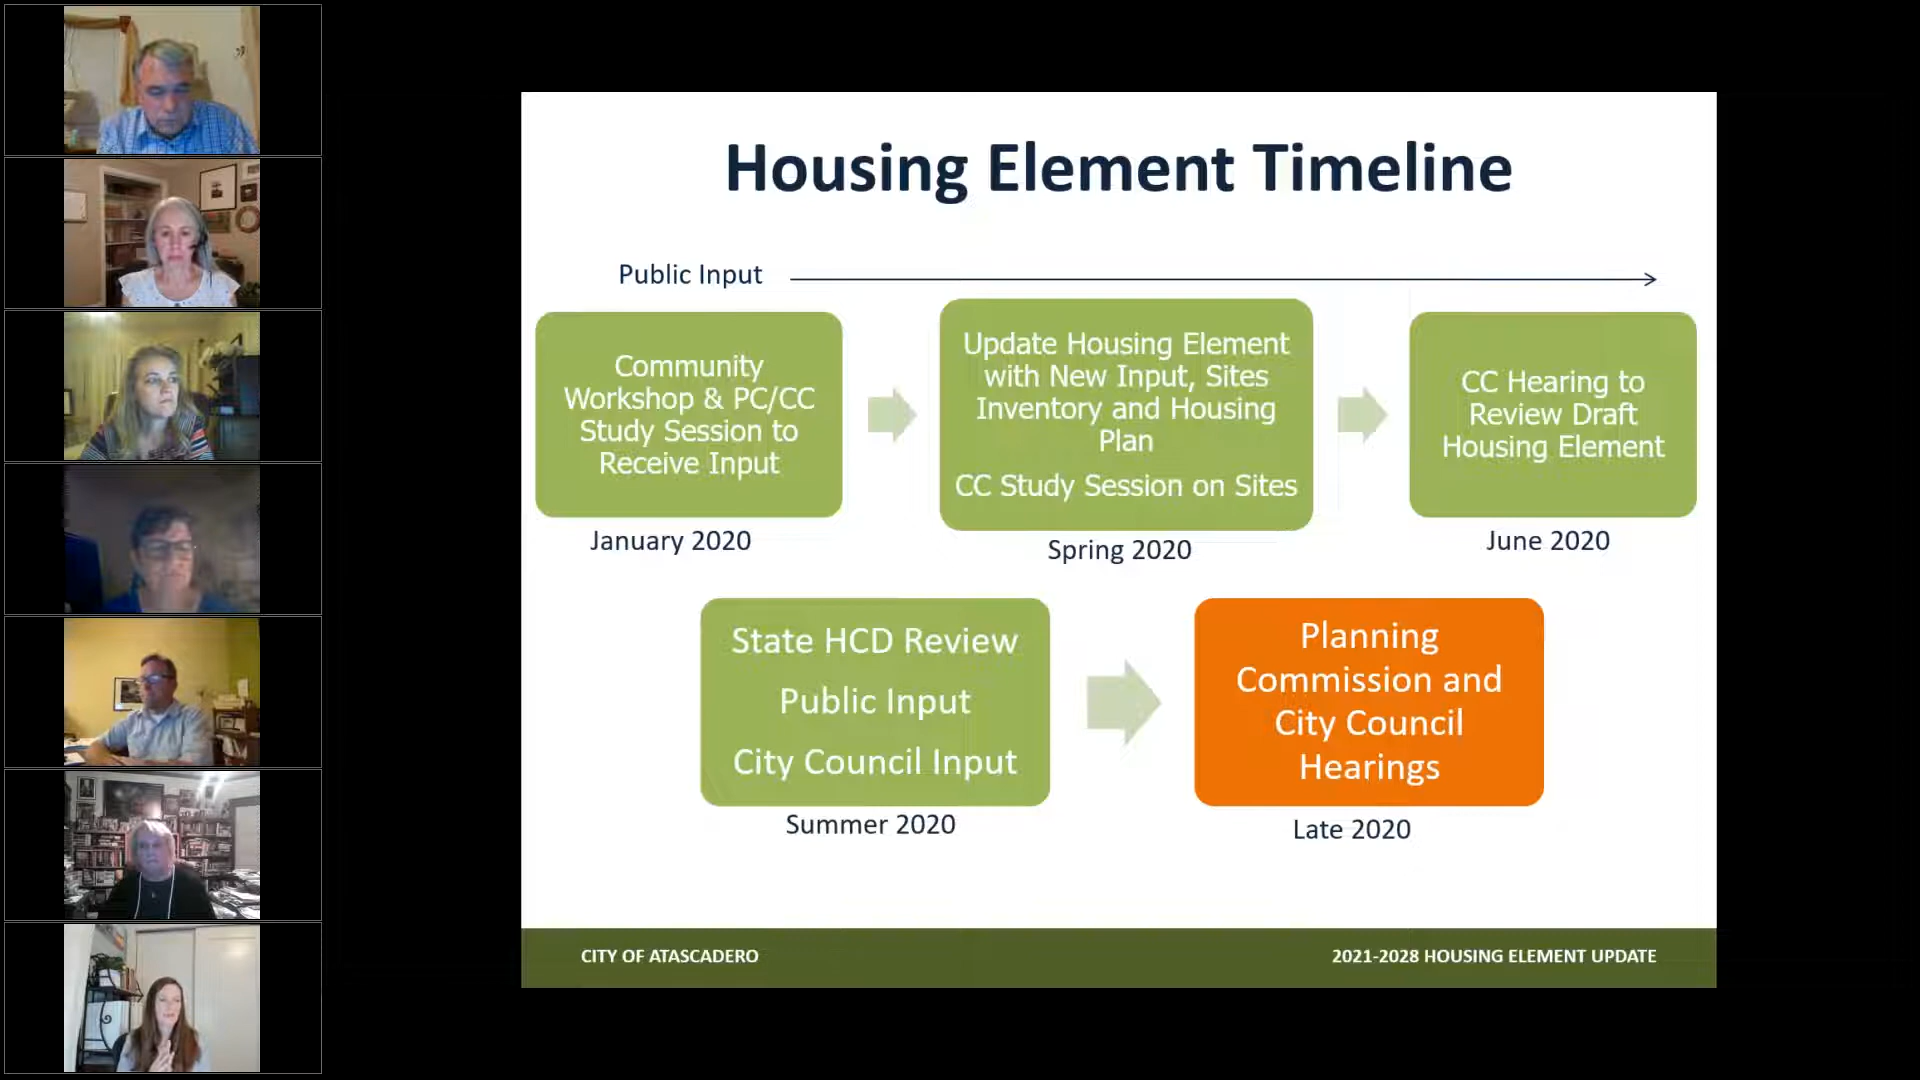 Housing Element Timeline
Public Input
Community
Workshop & PC/CC
Study Session to
Receive Input
January 2020
Update Housing Element
with New Input, Sites
Inventory and Housing
Plan
CC Study Session on Sites
Spring 2020
CC Hearing to
Review Draft
Housing Element
June 2020
State HCD Review
Public Input
City Council Input
Summer 2020
Planning
Commission and
City Council
Hearings
Late 2020
CITY OF ATASCADERO
2021-2028 HOUSING ELEMENT UPDATE